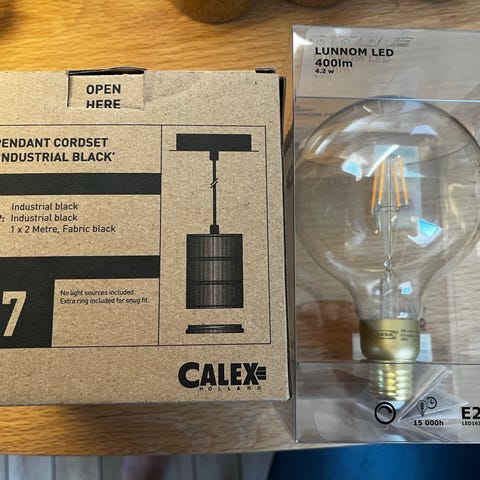 OPEN
HERE
PENDANT CORDSET
INDUSTRIAL BLACK'
Industrial black
Industrial black
1 x 2 Metre, Fabric black
7
No light sources included.
Extra ring included for snug fit.
CALEX
HOLLAND
LUNNOM LED
400lm
4.2 w
15 000h
E2